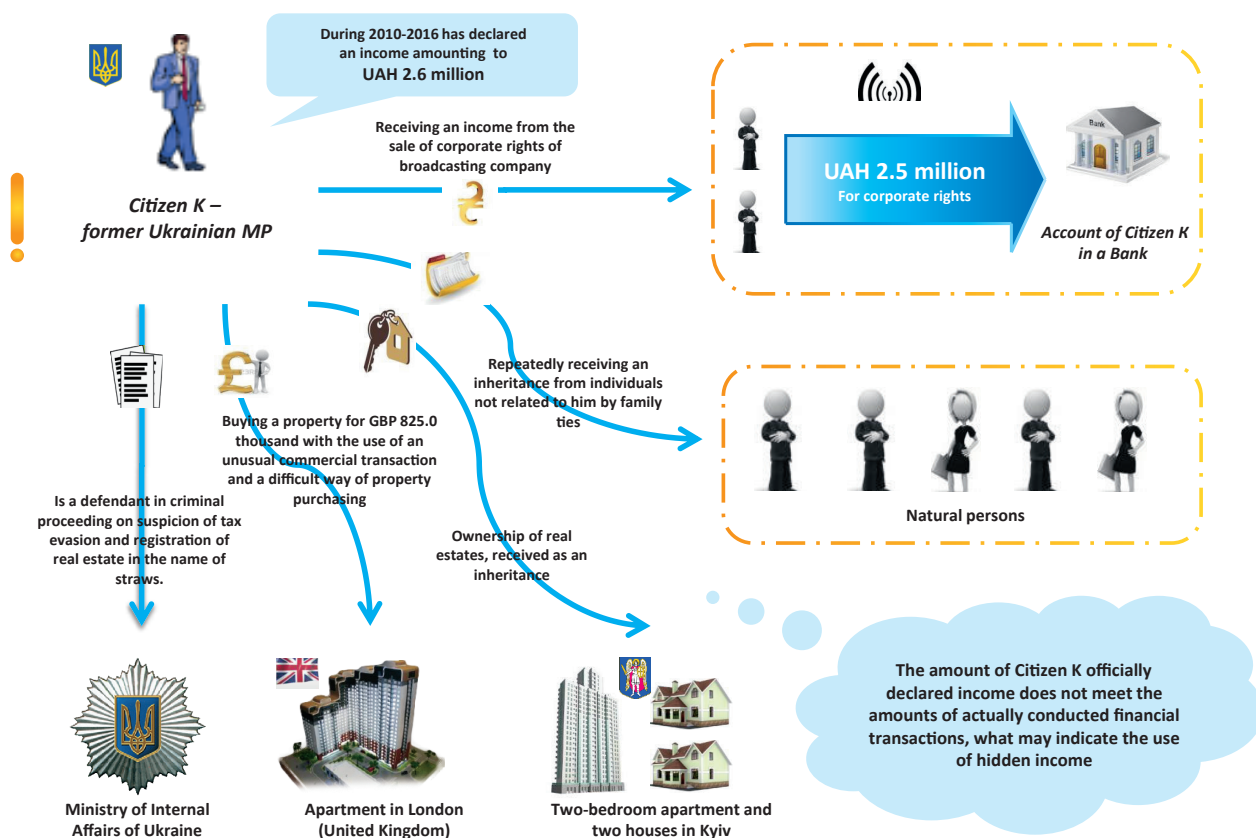 During 2010-2016 has declared
an income amounting to
UAH 2.6 million
Citizen K –
former Ukrainian MP
Receiving an income from the
sale of corporate rights of
broadcasting company
UAH 2.5 million
For corporate rights
Bank
Account of Citizen K
in a Bank
Repeatedly receiving an
inheritance from individuals
not related to him by family
ties
Natural persons
Buying a property for GBP 825.0
thousand with the use of an
unusual commercial transaction
and a difficult way of property
purchasing
Is a defendant in criminal
proceeding on suspicion of tax
evasion and registration of
real estate in the name of
straws.
Ownership of real
estates, received as an
inheritance
The amount of Citizen K officially
declared income does not meet the
amounts of actually conducted financial
transactions, what may indicate the use
of hidden income
Ministry of Internal
Affairs of Ukraine
Apartment in London
(United Kingdom)
Two-bedroom apartment and
two houses in Kyiv